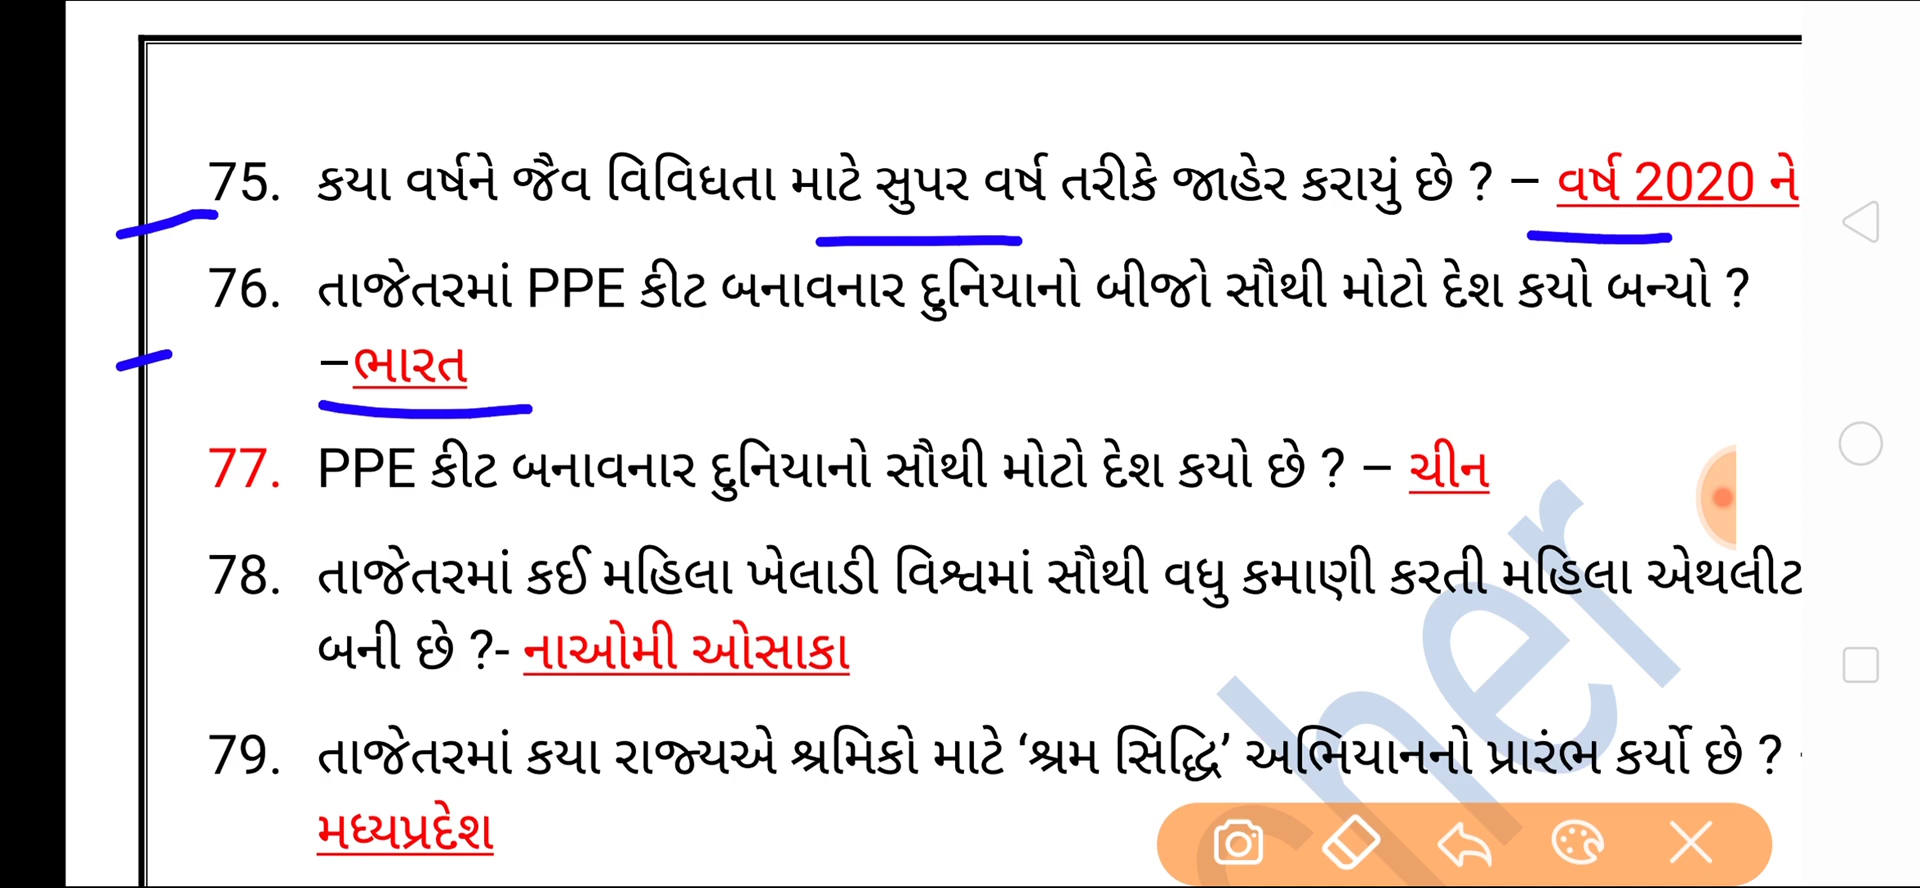 75. કયા વર્ષને જૈવ વિવિધતા માટે સુપર વર્ષ તરીકે જાહેર કરાયું છે ? – વર્ષ 2020 ને
76. તાજેતરમાં PPE કીટ બનાવનાર દુનિયાનો બીજો સૌથી મોટો દેશ કયો બન્યો ?
–ભારત
77. PPE કીટ બનાવનાર દુનિયાનો સૌથી મોટો દેશ કયો છે ? – ચીન
78. તાજેતરમાં કઈ મહિલા ખેલાડી વિશ્વમાં સૌથી વધુ કમાણી કરતી મહિલા એથલીટ
બની છે ?- નાઓમી ઓસાકા
79. તાજેતરમાં કયા રાજ્યએ શ્રમિકો માટે ‘શ્રમ સિદ્ધિ’ અભિયાનનો પ્રારંભ કર્યો છે ? -
મધ્યપ્રદેશ
cher